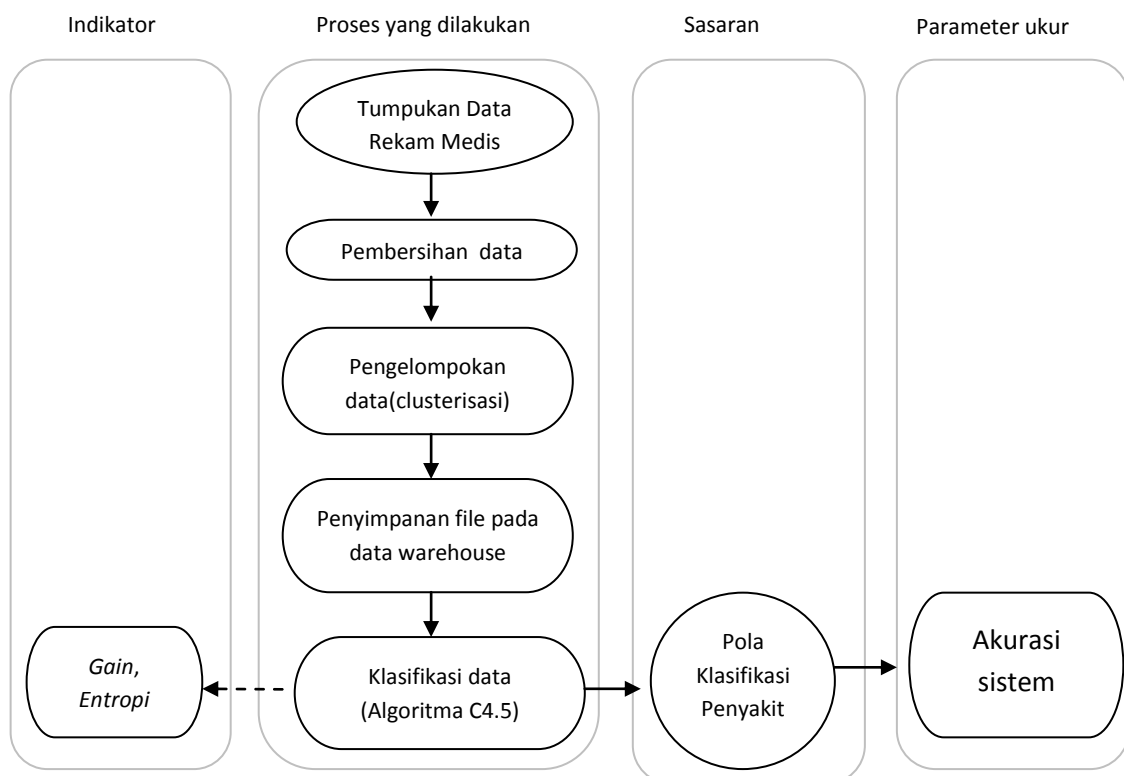 Indikator
Proses yang dilakukan
Sasaran
Parameter ukur
Tumpukan Data
Rekam Medis
Pembersihan data
Pengelompokan
data(clusterisasi)
Penyimpanan file pada
data warehouse
Gain,
Entropi
Klasifikasi data
(Algoritma C4.5)
Pola
Klasifikasi
Penyakit
Akurasi
sistem